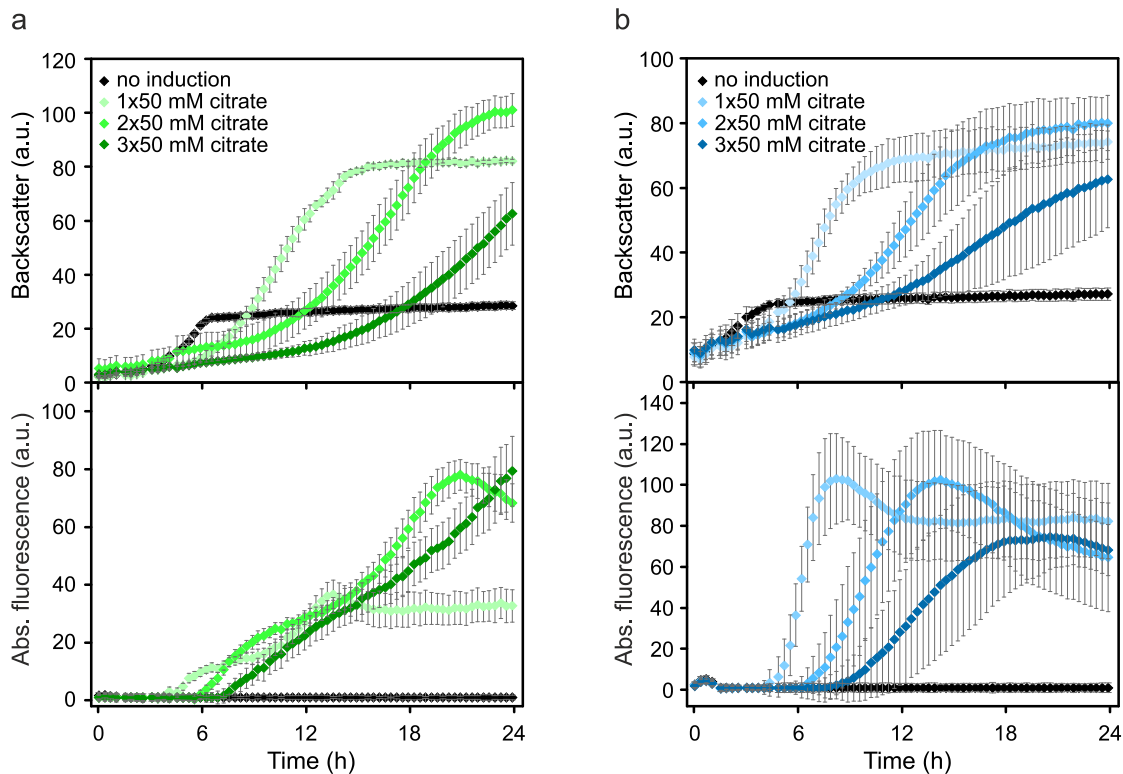 a
120
100
80
60
40
20
0
Backscatter (a.u.)
no induction
1x50 mM citrate
2x50 mM citrate
3x50 mM citrate
100
80
60
40
20
0
Abs. fluorescence (a.u.)
0 6 12 18 24
Time (h)
b
100
80
60
40
20
0
Backscatter (a.u.)
no induction
1x50 mM citrate
2x50 mM citrate
3x50 mM citrate
140
120
100
80
60
40
20
0
Abs. fluorescence (a.u.)
0 6 12 18 24
Time (h)